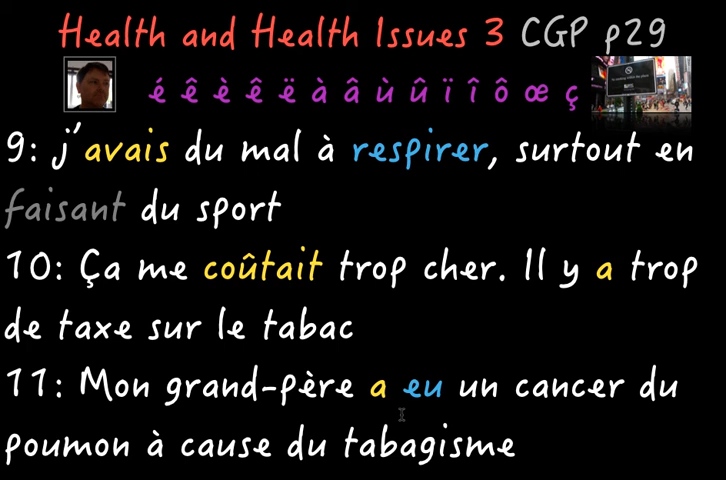 Health and Health Issues 3 CGP p29
é ê è ê ë à â ù û ï î ô œ ç
9: j'avais du mal à respirer, surtout en
faisant du sport
10: Ça me coûtait trop cher. Il y a trop
de taxe sur le tabac
11: Mon grand-père a eu un cancer du
poumon à cause du tabagisme